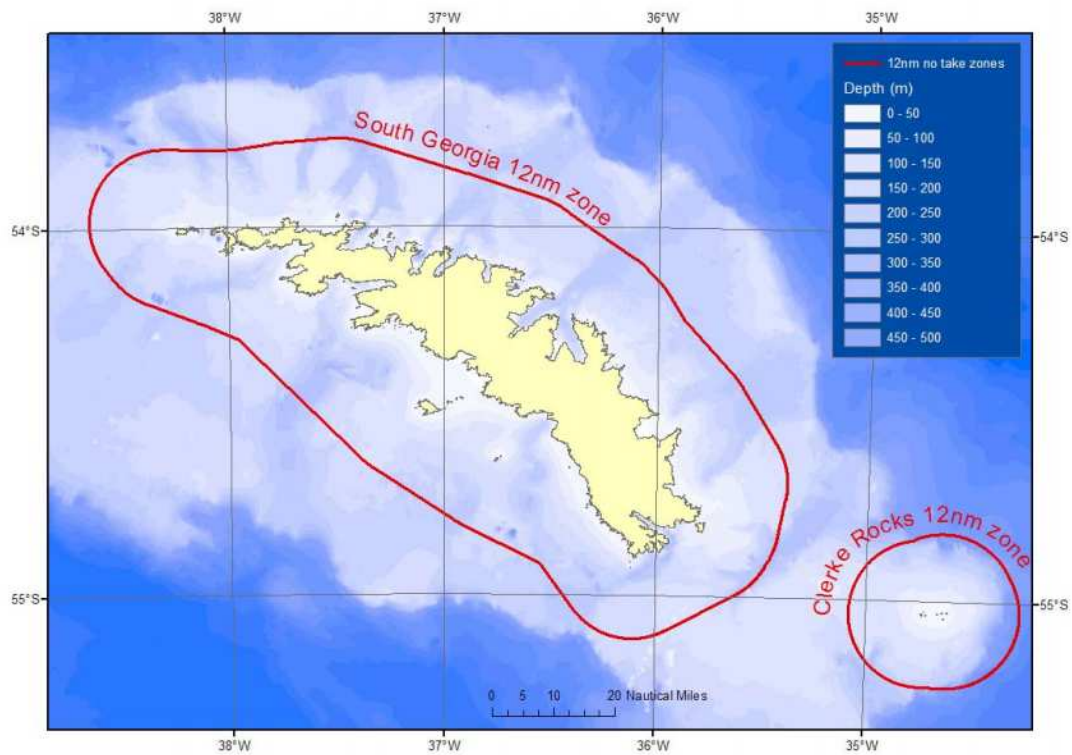 38°W
37°W
36°W
35°W
12nm no take zones
Depth (m)
0 - 50
50 - 100
100 - 150
150 - 200
200 - 250
250 - 300
300 - 350
350 - 400
400 - 450
450 - 500
South Georgia 12nm zone
54°S
54°S
Clerke Rocks 12nm zone
55°S
55°S
0 5 10 20 Nautical Miles
38°W
37°W
36°W
35°W